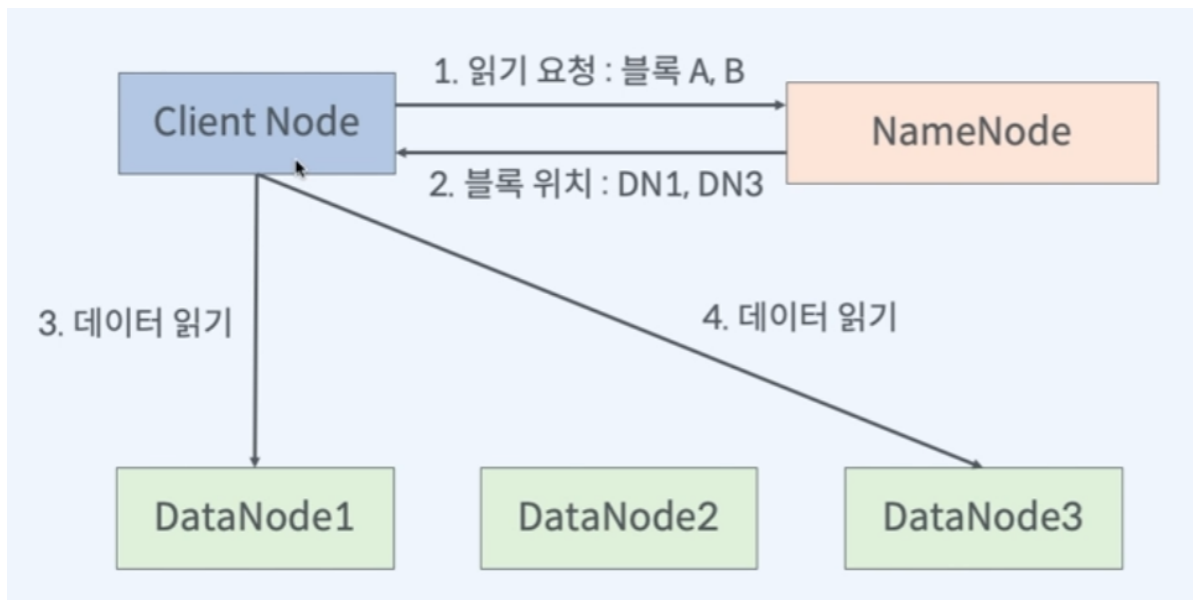 1. 읽기 요청 : 블록 A, B
Client Node
NameNode
2. 블록 위치 : DN1, DN3
3. 데이터 읽기
4. 데이터 읽기
DataNode1
DataNode2
DataNode3